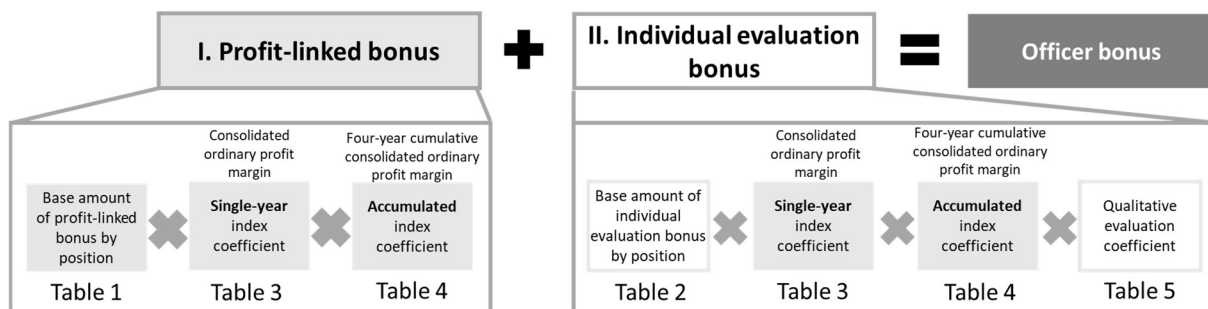 I. Profit-linked bonus
II. Individual evaluation
bonus
Officer bonus
Consolidated
ordinary profit
margin
Four-year cumulative
consolidated ordinary
profit margin
Base amount
of profit-linked
bonus by
position
Single-year
index
coefficient
Accumulated
index
coefficient
Table 1
Table 3
Table 4
Consolidated
ordinary profit
margin
Four-year cumulative
consolidated ordinary
profit margin
Base amount of
individual
evaluation bonus
by position
Single-year
index
coefficient
Accumulated
index
coefficient
Qualitative
evaluation
coefficient
Table 2
Table 3
Table 4
Table 5